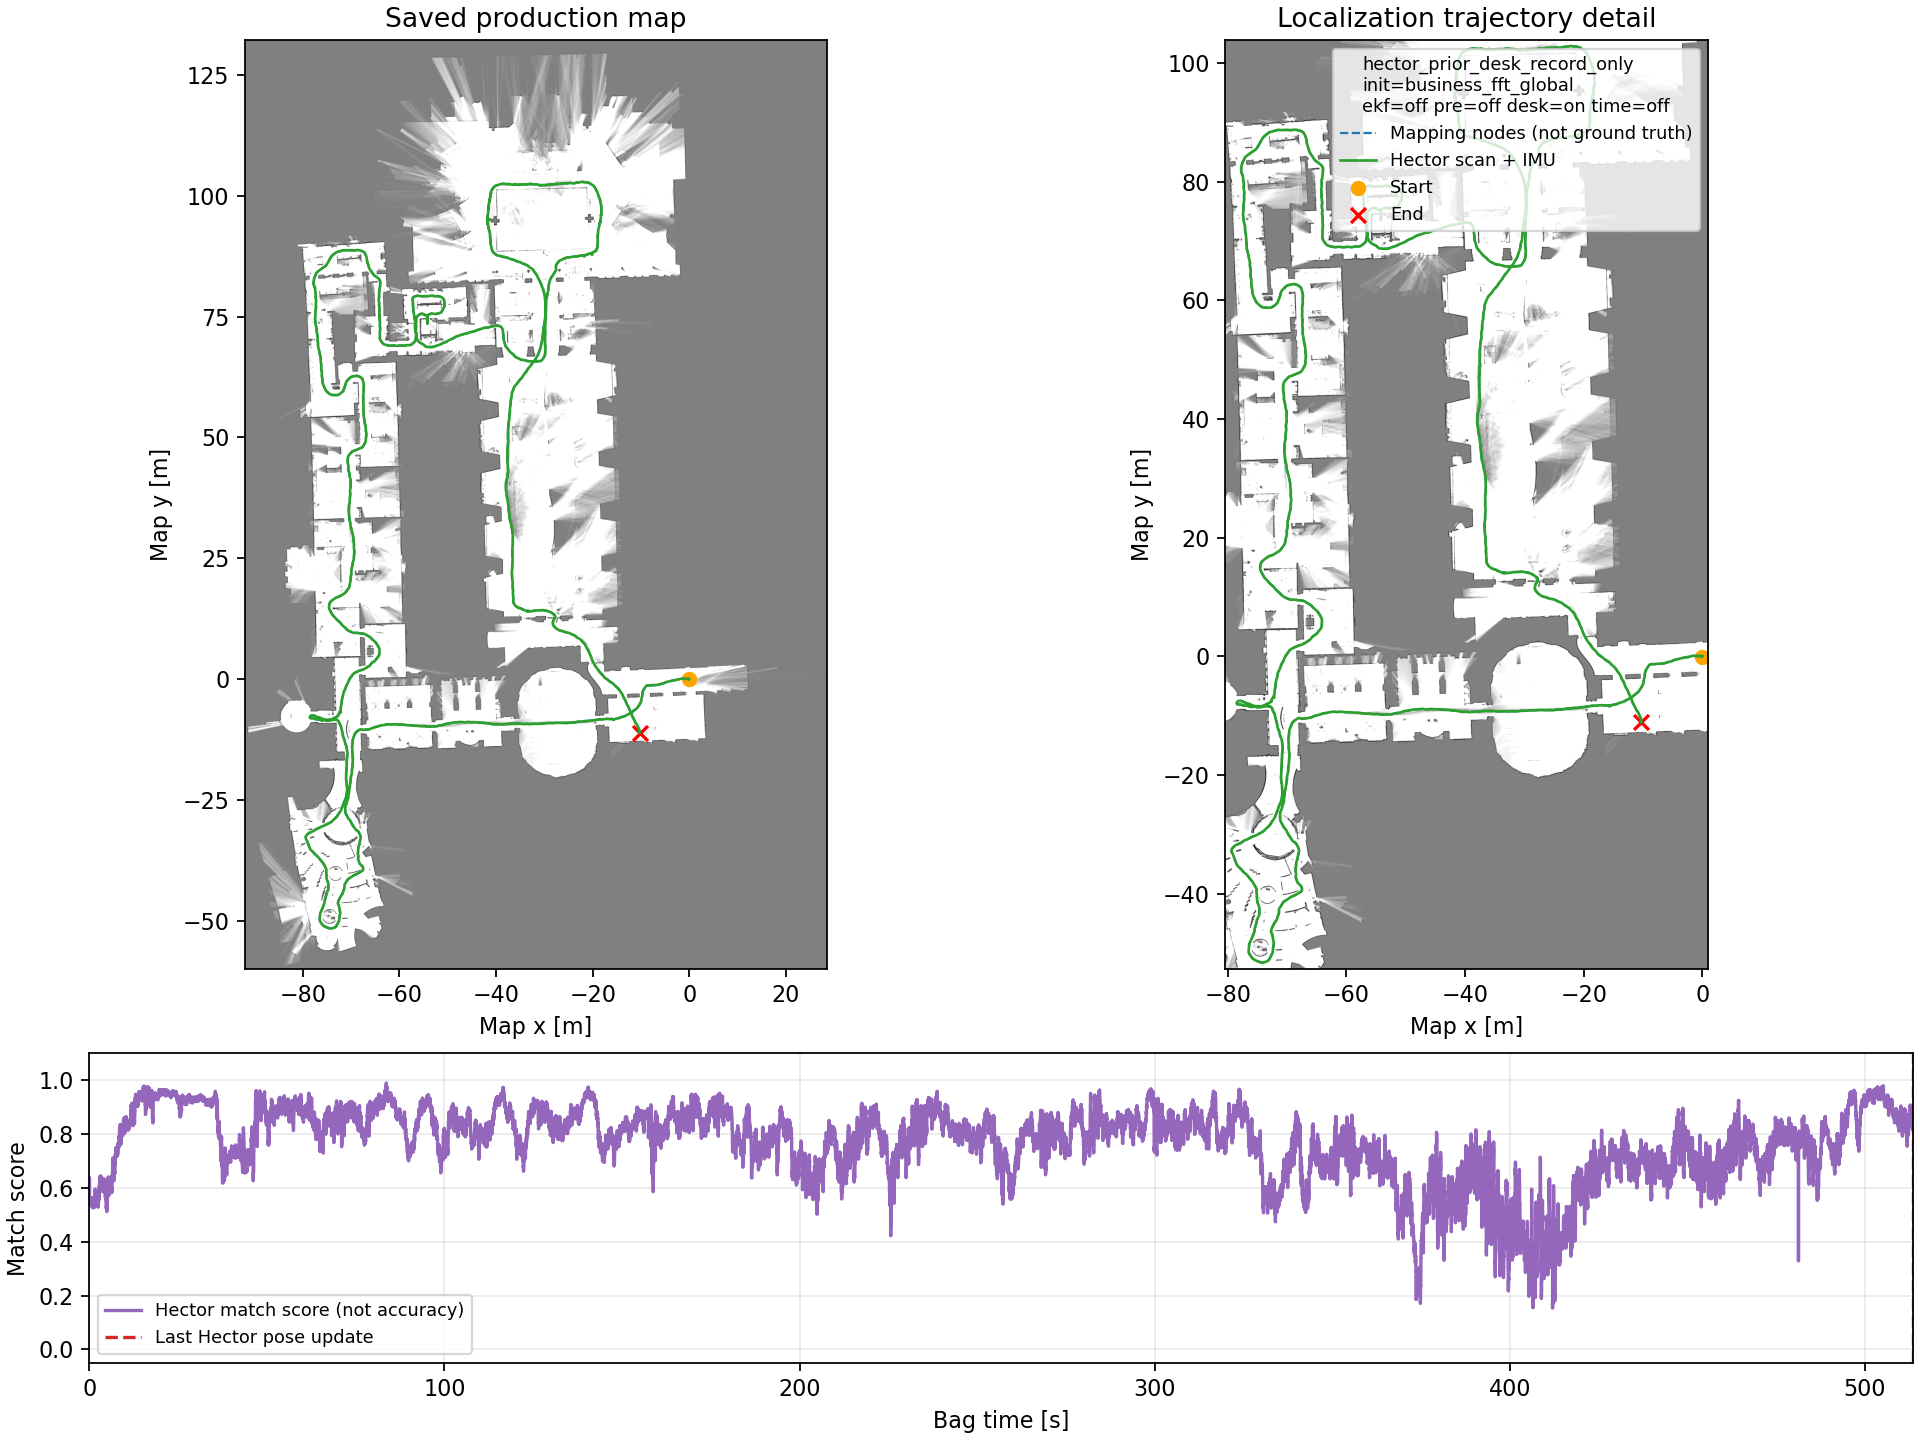 Saved production map
125
100
75
50
25
0
−25
−50
Map y [m]
−80
−60
−40
−20
0
20
Map x [m]
Localization trajectory detail
hector_prior_desk_record_only
init=business_fft_global
ekf=off pre=off desk=on time=off
Mapping nodes (not ground truth)
Hector scan + IMU
Start
End
100
80
60
40
20
0
−20
−40
Map y [m]
−80
−60
−40
−20
0
Map x [m]
1.0
0.8
0.6
0.4
0.2
0.0
Match score
Hector match score (not accuracy)
Last Hector pose update
0
100
200
300
400
500
Bag time [s]